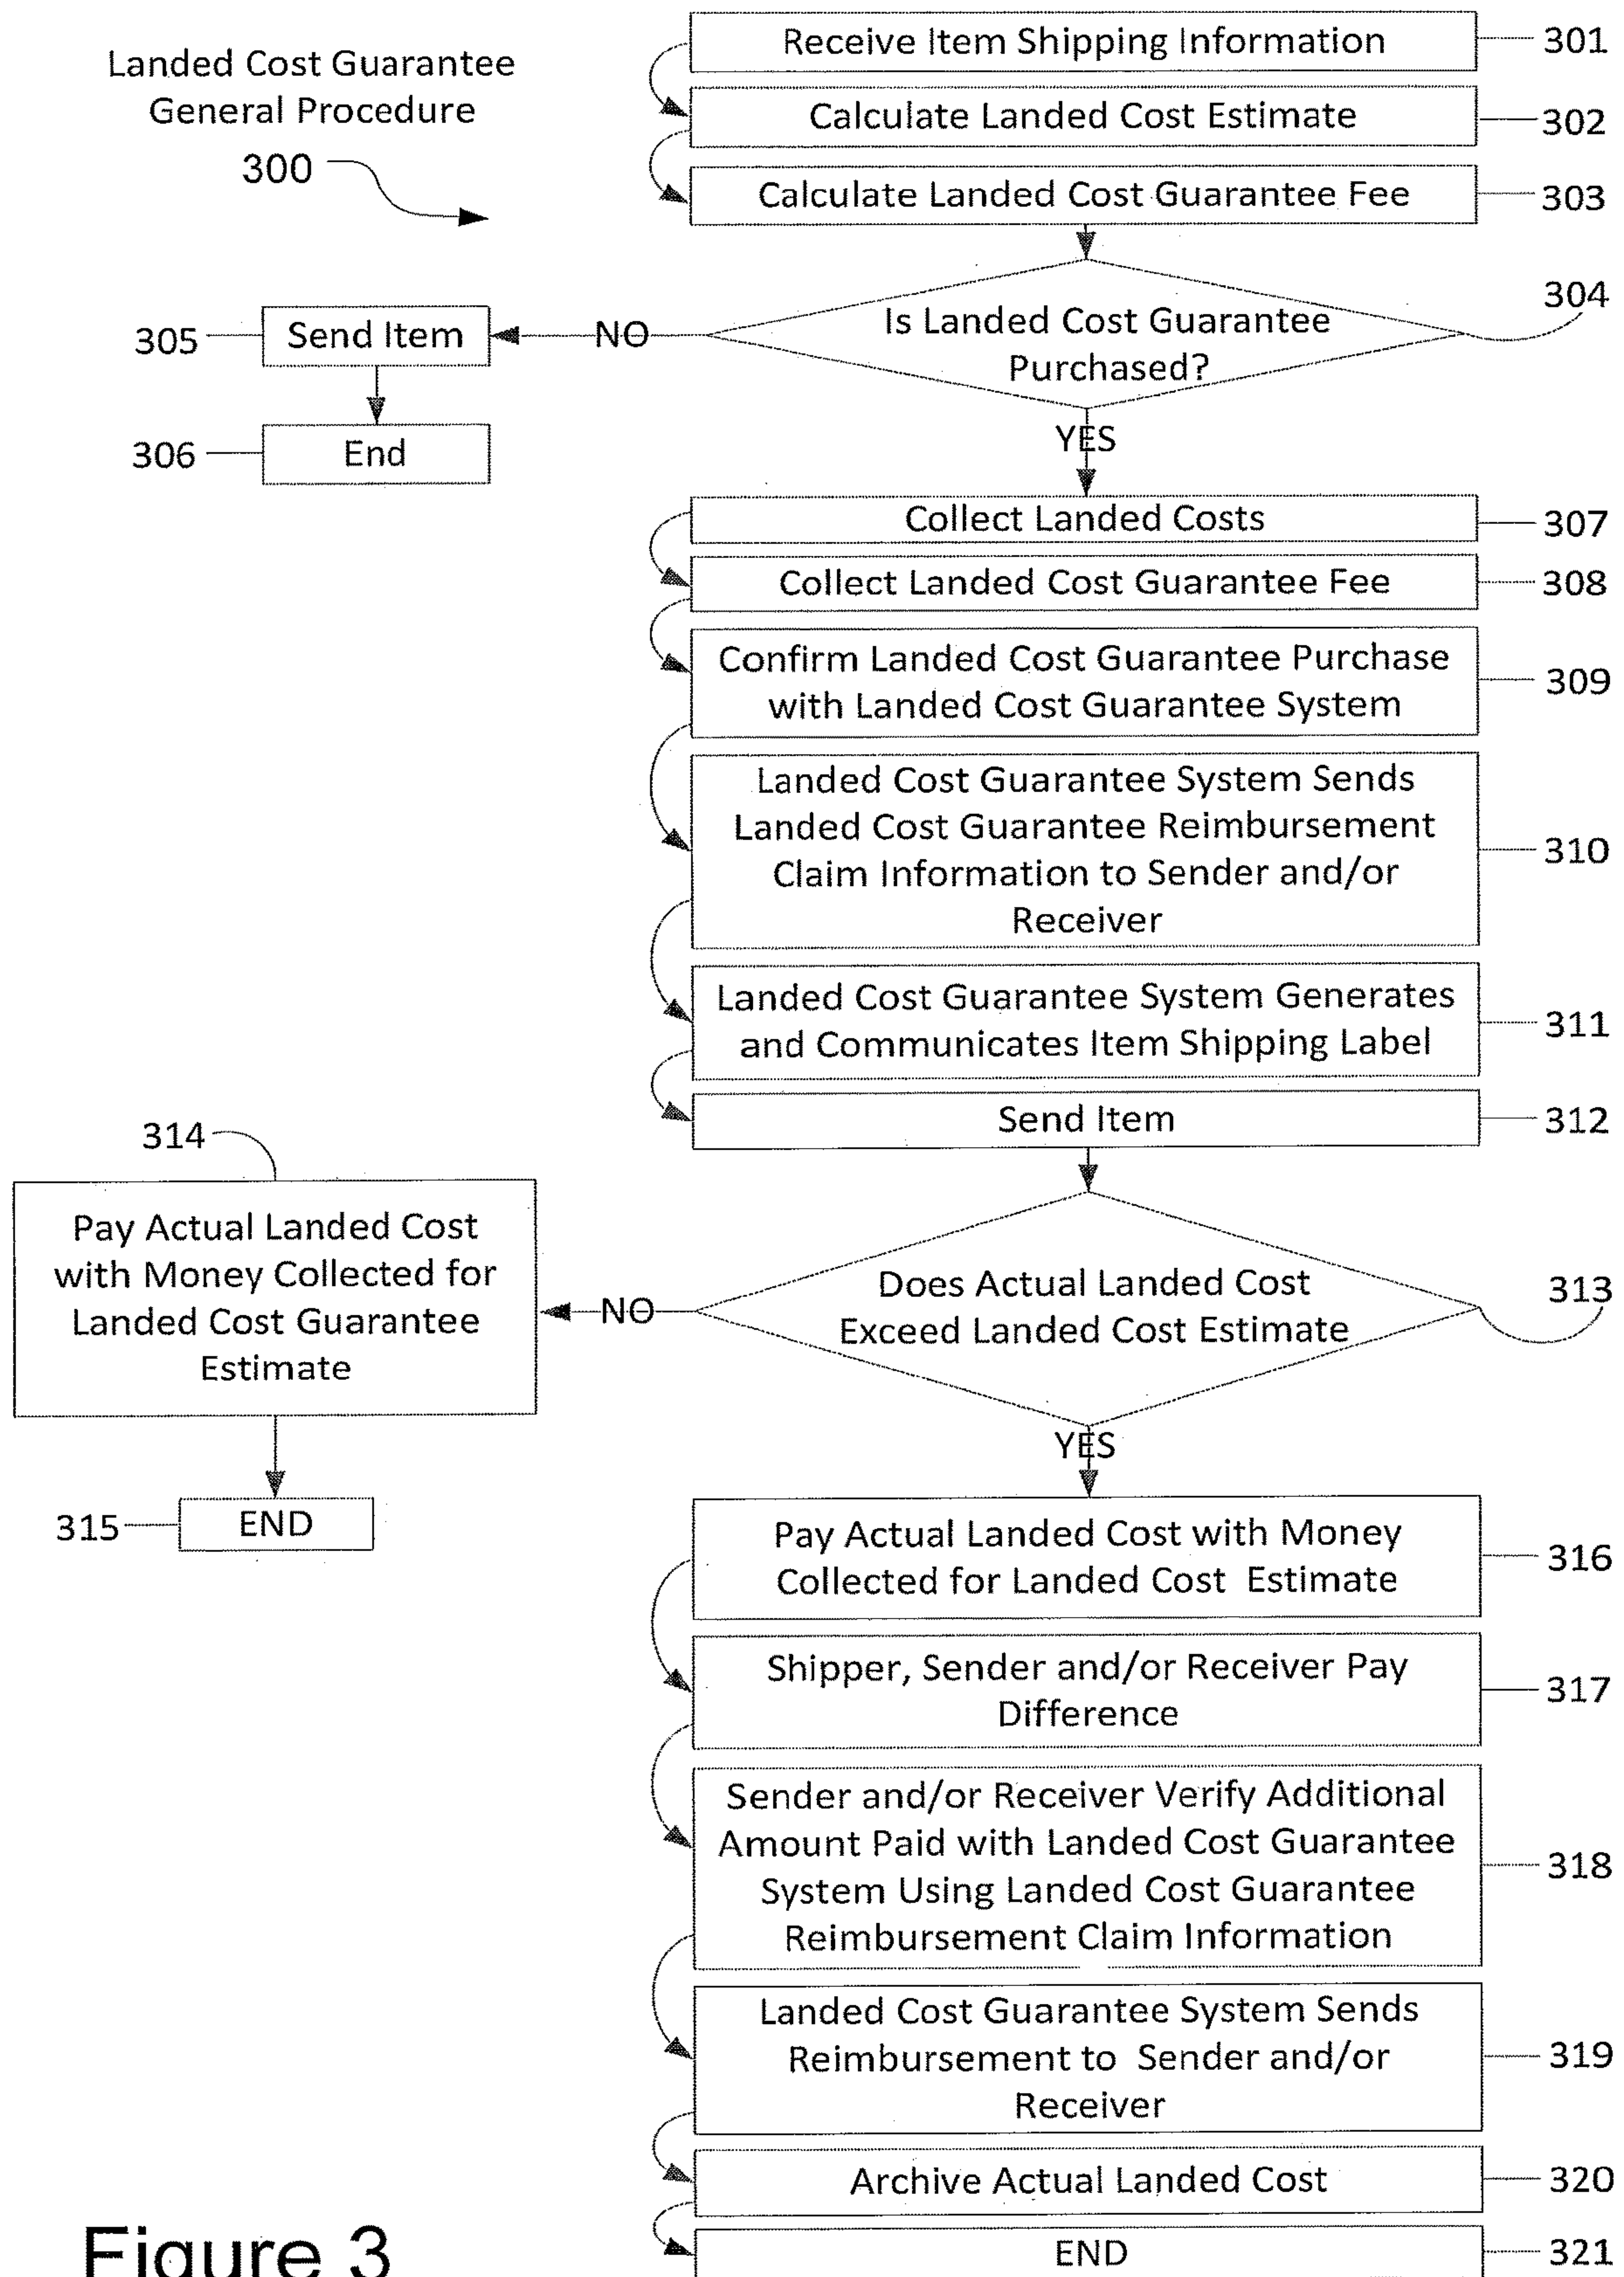 Landed Cost Guarantee
General Procedure
300
Receive Item Shipping Information
301
Calculate Landed Cost Estimate
302
Calculate Landed Cost Guarantee Fee
303
Is Landed Cost Guarantee
Purchased?
304
NO
305
Send Item
306
End
YES
Collect Landed Costs
307
Collect Landed Cost Guarantee Fee
308
Confirm Landed Cost Guarantee Purchase
with Landed Cost Guarantee System
309
Landed Cost Guarantee System Sends
Landed Cost Guarantee Reimbursement
Claim Information to Sender and/or
Receiver
310
Landed Cost Guarantee System Generates
and Communicates Item Shipping Label
311
Send Item
312
Does Actual Landed Cost
Exceed Landed Cost Estimate
313
NO
314
Pay Actual Landed Cost
with Money Collected for
Landed Cost Guarantee
Estimate
315
END
YES
Pay Actual Landed Cost with Money
Collected for Landed Cost Estimate
316
Shipper, Sender and/or Receiver Pay
Difference
317
Sender and/or Receiver Verify Additional
Amount Paid with Landed Cost Guarantee
System Using Landed Cost Guarantee
Reimbursement Claim Information
318
Landed Cost Guarantee System Sends
Reimbursement to Sender and/or
Receiver
319
Archive Actual Landed Cost
320
END
321
Figure 3